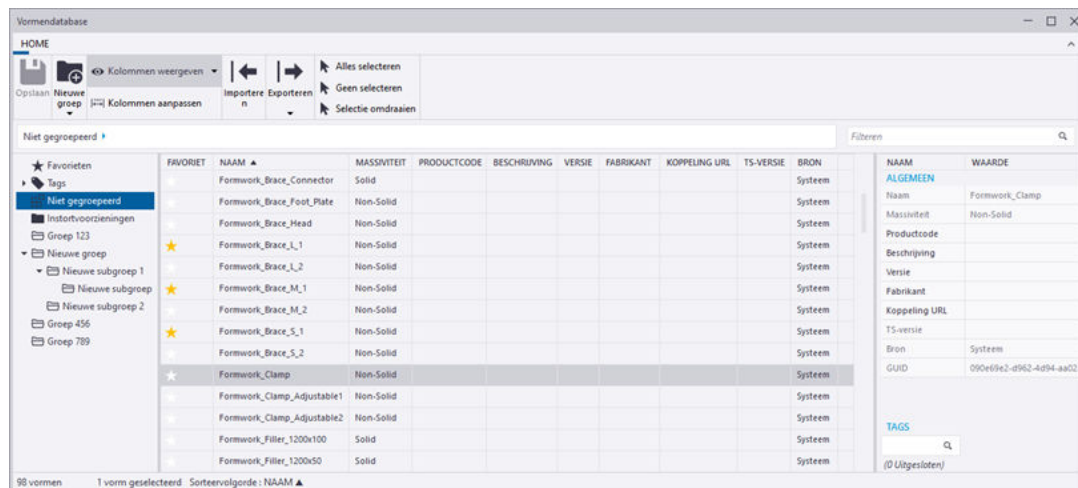 Vormendatabase
HOME
Opslaan
Nieuwe groep
Kolommen weergeven
Kolommen aanpassen
Importeren
Exporteren
Alles selecteren
Geen selecteren
Selectie omdraaien
Niet gegroepeerd
Filteren
Favorieten
Tags
Niet gegroepeerd
Instortvoorzieningen
Groep 123
Nieuwe groep
Nieuwe subgroep 1
Nieuwe subgroep
Nieuwe subgroep 2
Groep 456
Groep 789
FAVORIET NAAM ▲ MASSIVITEIT PRODUCTCODE BESCHRIJVING VERSIE FABRIKANT KOPPELING URL TS-VERSIE BRON
Formwork_Brace_Connector Solid Systeem
Formwork_Brace_Foot_Plate Non-Solid Systeem
Formwork_Brace_Head Non-Solid Systeem
Formwork_Brace_L_1 Non-Solid Systeem
Formwork_Brace_L_2 Non-Solid Systeem
Formwork_Brace_M_1 Non-Solid Systeem
Formwork_Brace_M_2 Non-Solid Systeem
Formwork_Brace_S_1 Non-Solid Systeem
Formwork_Brace_S_2 Non-Solid Systeem
Formwork_Clamp Non-Solid Systeem
Formwork_Clamp_Adjustable1 Non-Solid Systeem
Formwork_Clamp_Adjustable2 Non-Solid Systeem
Formwork_Filler_1200x100 Solid Systeem
Formwork_Filler_1200x50 Solid Systeem
NAAM WAARDE
ALGEMEEN
Naam Formwork_Clamp
Massiviteit Non-Solid
Productcode
Beschrijving
Versie
Fabrikant
Koppeling URL
TS-versie
Bron Systeem
GUID 090e69e2-d962-4d94-aa02
TAGS
(0 Uitgesloten)
98 vormen 1 vorm geselecteerd Sorteervolgorde : NAAM ▲